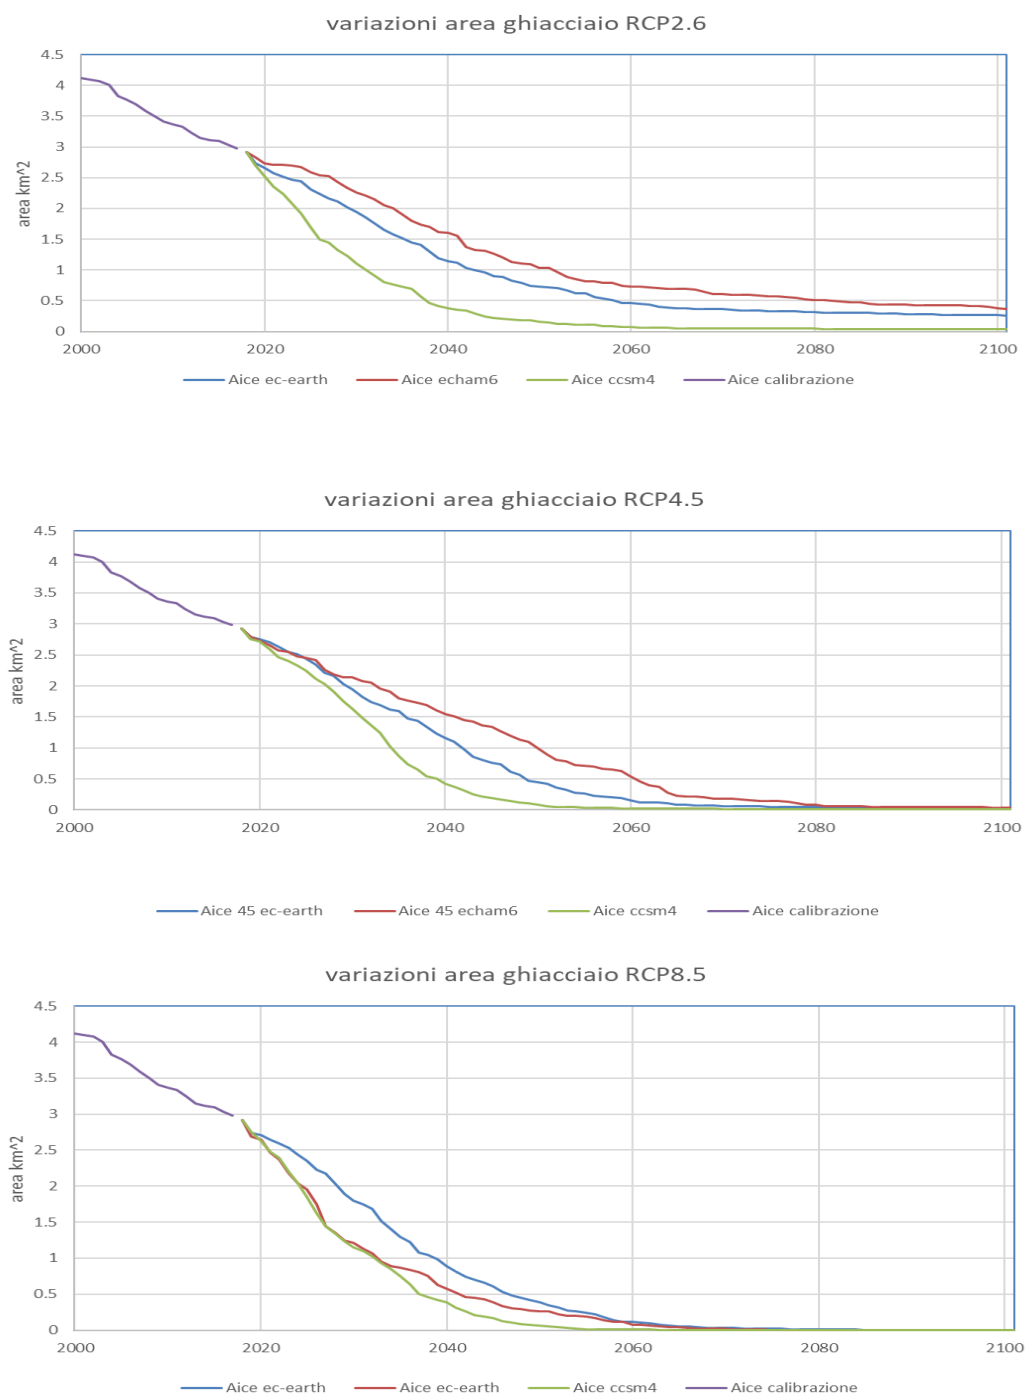 variazioni area ghiacciaio RCP2.6
4.5
4
3.5
3
2.5
2
1.5
1
0.5
0
area km^2
2000 2020 2040 2060 2080 2100
Aice ec-earth Aice echam6 Aice ccsm4 Aice calibrazione
variazioni area ghiacciaio RCP4.5
4.5
4
3.5
3
2.5
2
1.5
1
0.5
0
area km^2
2000 2020 2040 2060 2080 2100
Aice 45 ec-earth Aice 45 echam6 Aice ccsm4 Aice calibrazione
variazioni area ghiacciaio RCP8.5
4.5
4
3.5
3
2.5
2
1.5
1
0.5
0
area km^2
2000 2020 2040 2060 2080 2100
Aice ec-earth Aice ec-earth Aice ccsm4 Aice calibrazione